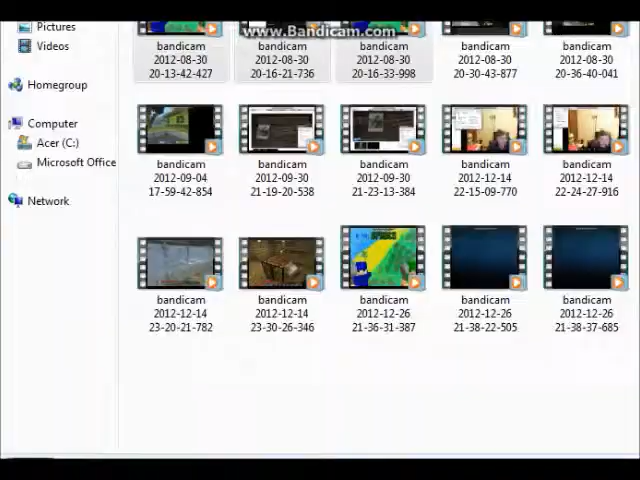 www.Bandicam.com
Pictures
Videos
Homegroup
Computer
Acer (C:)
Microsoft Office
Network
bandicam
2012-08-30
20-13-42-427
bandicam
2012-08-30
20-16-21-736
bandicam
2012-08-30
20-16-33-998
bandicam
2012-08-30
20-30-43-877
bandicam
2012-08-30
20-36-40-041
bandicam
2012-09-04
17-59-42-854
bandicam
2012-09-30
21-19-20-538
bandicam
2012-09-30
21-23-13-384
bandicam
2012-12-14
22-15-09-770
bandicam
2012-12-14
22-24-27-916
bandicam
2012-12-14
23-20-21-782
bandicam
2012-12-14
23-30-26-346
bandicam
2012-12-26
21-36-31-387
bandicam
2012-12-26
21-38-22-505
bandicam
2012-12-26
21-38-37-685